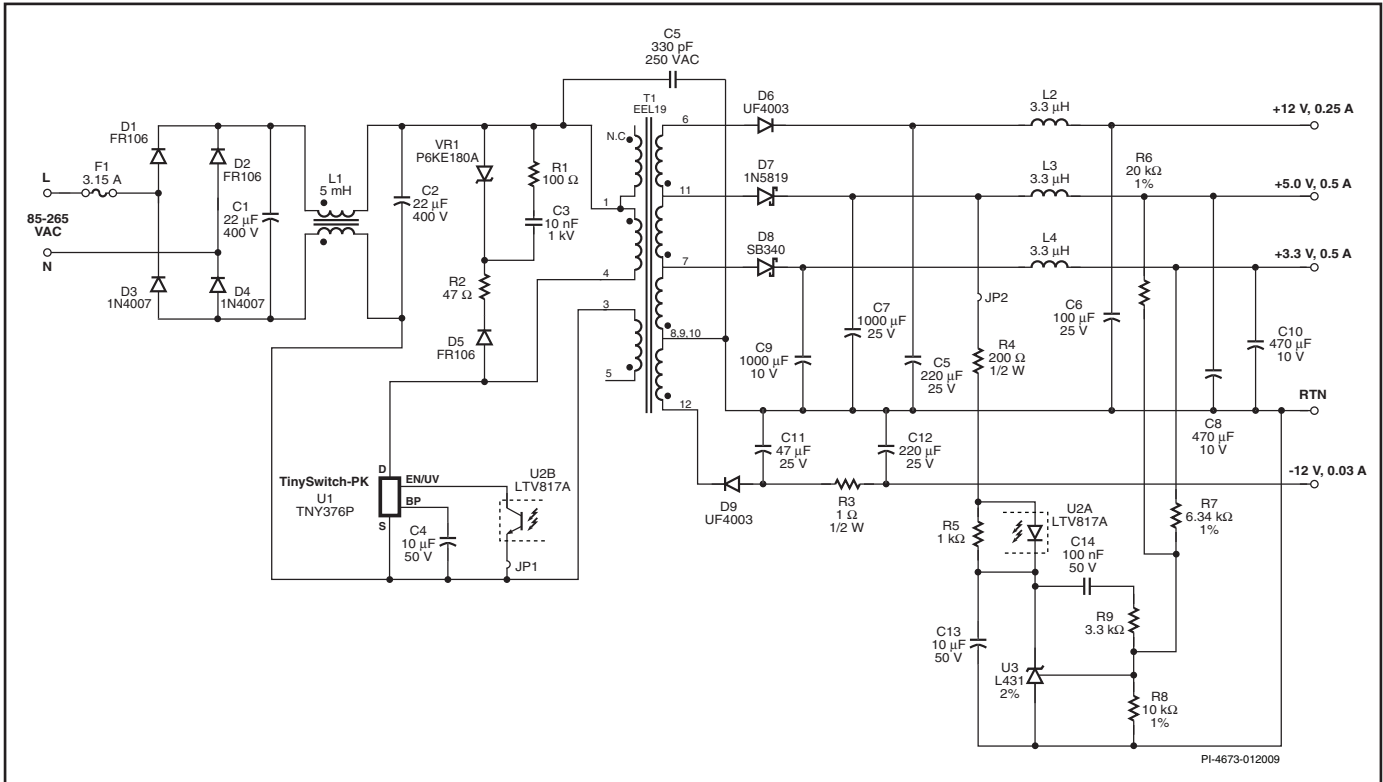 C5
330 pF
250 VAC
T1
EEL19
D6
UF4003
L2
3.3 µH
+12 V, 0.25 A
N.C
6
D1
FR106
D2
FR106
L
F1
3.15 A
85-265
VAC
N
C1
22 µF
400 V
D3
1N4007
D4
1N4007
L1
5 mH
C2
22 µF
400 V
VR1
P6KE180A
R1
100 Ω
C3
10 nF
1 kV
R2
47 Ω
D5
FR106
1
4
3
5
11
7
8,9,10
12
D7
1N5819
L3
3.3 µH
R6
20 kΩ
1%
+5.0 V, 0.5 A
D8
SB340
L4
3.3 µH
+3.3 V, 0.5 A
JP2
C9
1000 µF
10 V
C7
1000 µF
25 V
C5
220 µF
25 V
R4
200 Ω
1/2 W
C6
100 µF
25 V
C10
470 µF
10 V
C8
470 µF
10 V
RTN
C11
47 µF
25 V
C12
220 µF
25 V
-12 V, 0.03 A
D9
UF4003
R3
1 Ω
1/2 W
TinySwitch-PK
U1
TNY376P
D
EN/UV
BP
S
C4
10 µF
50 V
U2B
LTV817A
JP1
R5
1 kΩ
U2A
LTV817A
C14
100 nF
50 V
R7
6.34 kΩ
1%
R9
3.3 kΩ
C13
10 µF
50 V
U3
L431
2%
R8
10 kΩ
1%
PI-4673-012009